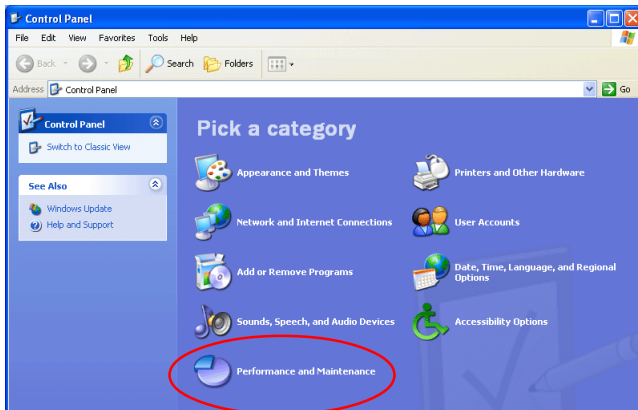 Control Panel
File Edit View Favorites Tools Help
Back Search Folders
Address Control Panel Go
Control Panel
Switch to Classic View
See Also
Windows Update
Help and Support
Pick a category
Appearance and Themes
Printers and Other Hardware
Network and Internet Connections
User Accounts
Add or Remove Programs
Date, Time, Language, and Regional
Options
Sounds, Speech, and Audio Devices
Accessibility Options
Performance and Maintenance